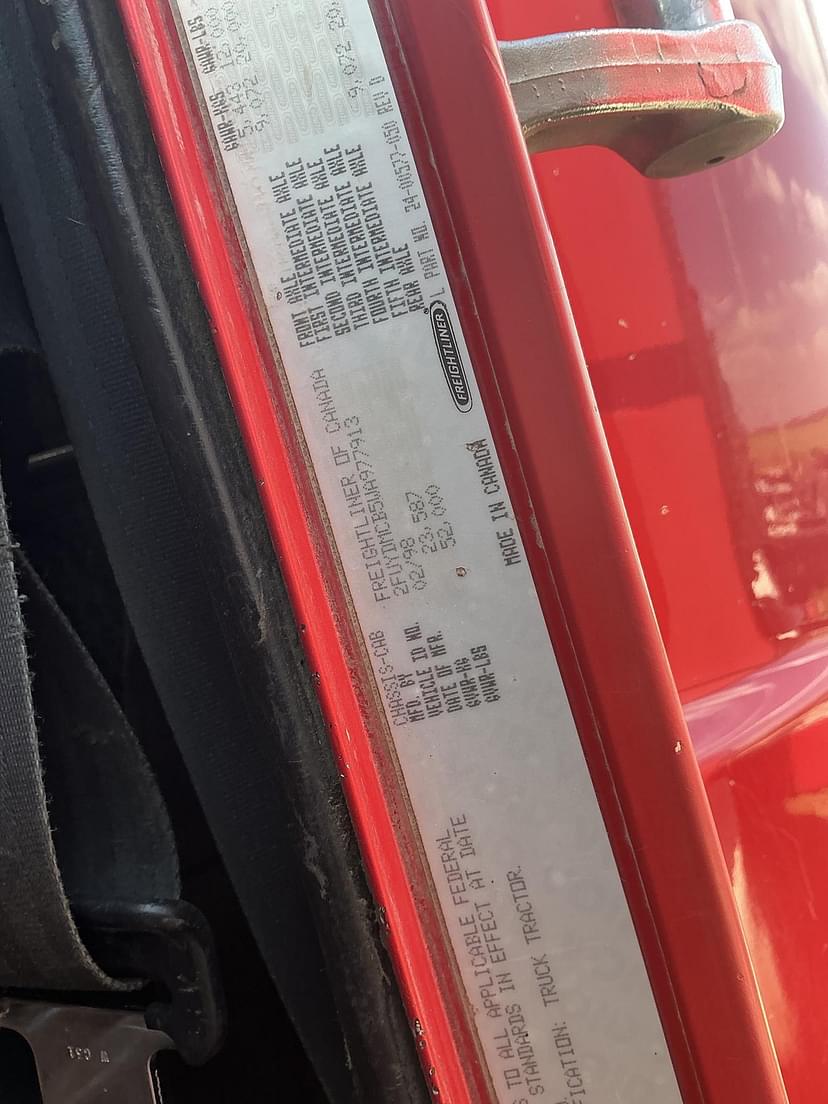 GAWR-KGS GAWR-LBS
5,443 12,000
9,072 20,000
9,072 20,
FRONT AXLE
FIRST INTERMEDIATE AXLE
SECOND INTERMEDIATE AXLE
THIRD INTERMEDIATE AXLE
FOURTH INTERMEDIATE AXLE
FIFTH AXLE
REAR AXLE
L PART NO. 24-00577-050 REV D
FREIGHTLINER
CHASSIS-CAB
MFD. BY FREIGHTLINER OF CANADA
VEHICLE ID NO. 2FUYDMCB5WA977913
DATE OF MFR. 02/98
GVWR-KG 23,587
GVWR-LBS 52,000
MADE IN CANADA
S TO ALL APPLICABLE FEDERAL
STANDARDS IN EFFECT AT DATE
FICATION: TRUCK TRACTOR.
W G51